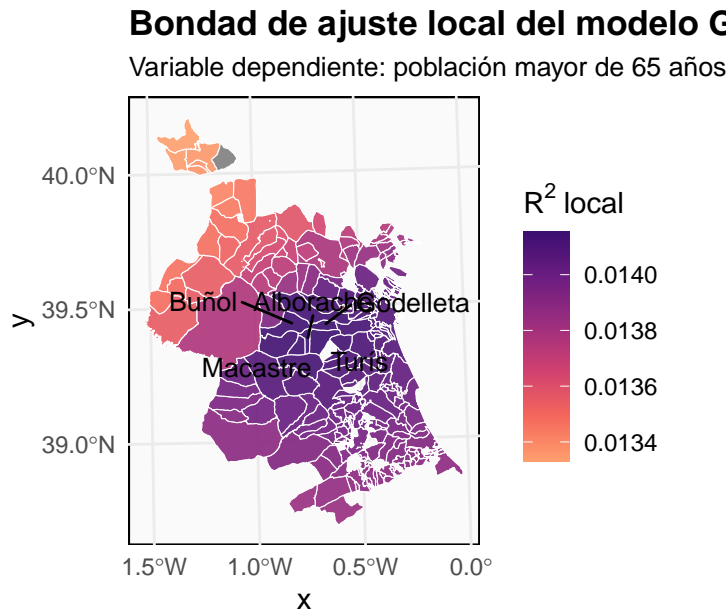 Bondad de ajuste local del modelo G
Variable dependiente: población mayor de 65 años
40.0°N
39.5°N
39.0°N
y
Buñol
Alborache
Godelleta
Macastre
Turís
1.5°W
1.0°W
0.5°W
0.0°
x
R² local
0.0140
0.0138
0.0136
0.0134